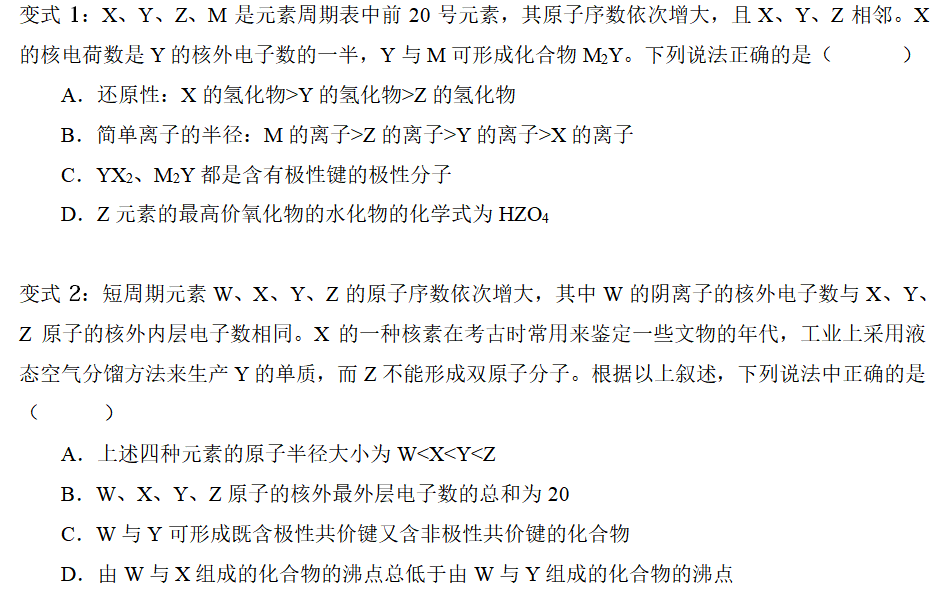 变式 1：X、Y、Z、M 是元素周期表中前 20 号元素，其原子序数依次增大，且 X、Y、Z 相邻。X
的核电荷数是 Y 的核外电子数的一半，Y 与 M 可形成化合物 M₂Y。下列说法正确的是（ ）
A．还原性：X 的氢化物>Y 的氢化物>Z 的氢化物
B．简单离子的半径：M 的离子>Z 的离子>Y 的离子>X 的离子
C．YX₂、M₂Y 都是含有极性键的极性分子
D．Z 元素的最高价氧化物的水化物的化学式为 HZO₄
变式 2：短周期元素 W、X、Y、Z 的原子序数依次增大，其中 W 的阴离子的核外电子数与 X、Y、
Z 原子的核外内层电子数相同。X 的一种核素在考古时常用来鉴定一些文物的年代，工业上采用液
态空气分馏方法来生产 Y 的单质，而 Z 不能形成双原子分子。根据以上叙述，下列说法中正确的是
（ ）
A．上述四种元素的原子半径大小为 W<X<Y<Z
B．W、X、Y、Z 原子的核外最外层电子数的总和为 20
C．W 与 Y 可形成既含极性共价键又含非极性共价键的化合物
D．由 W 与 X 组成的化合物的沸点总低于由 W 与 Y 组成的化合物的沸点